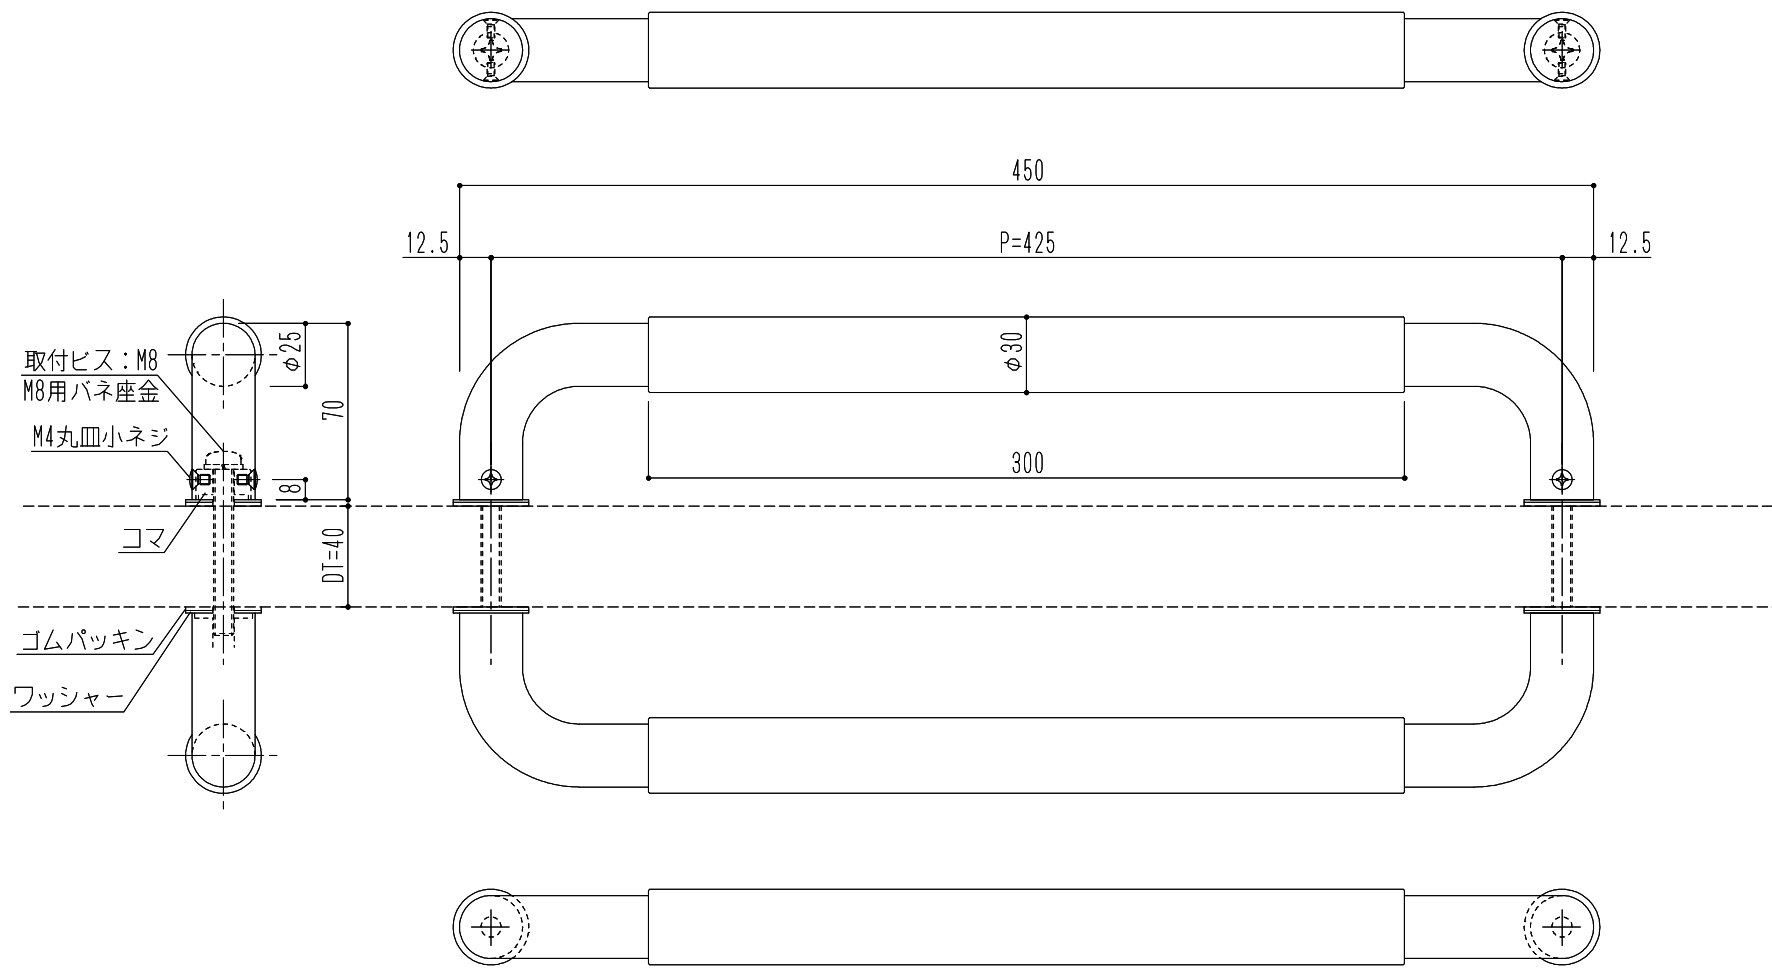 450
12.5
P=425
12.5
取付ビス：M8
M8用バネ座金
M4丸皿小ネジ
φ25
70
φ30
300
8
コマ
DT=40
ゴムパッキン
ワッシャー